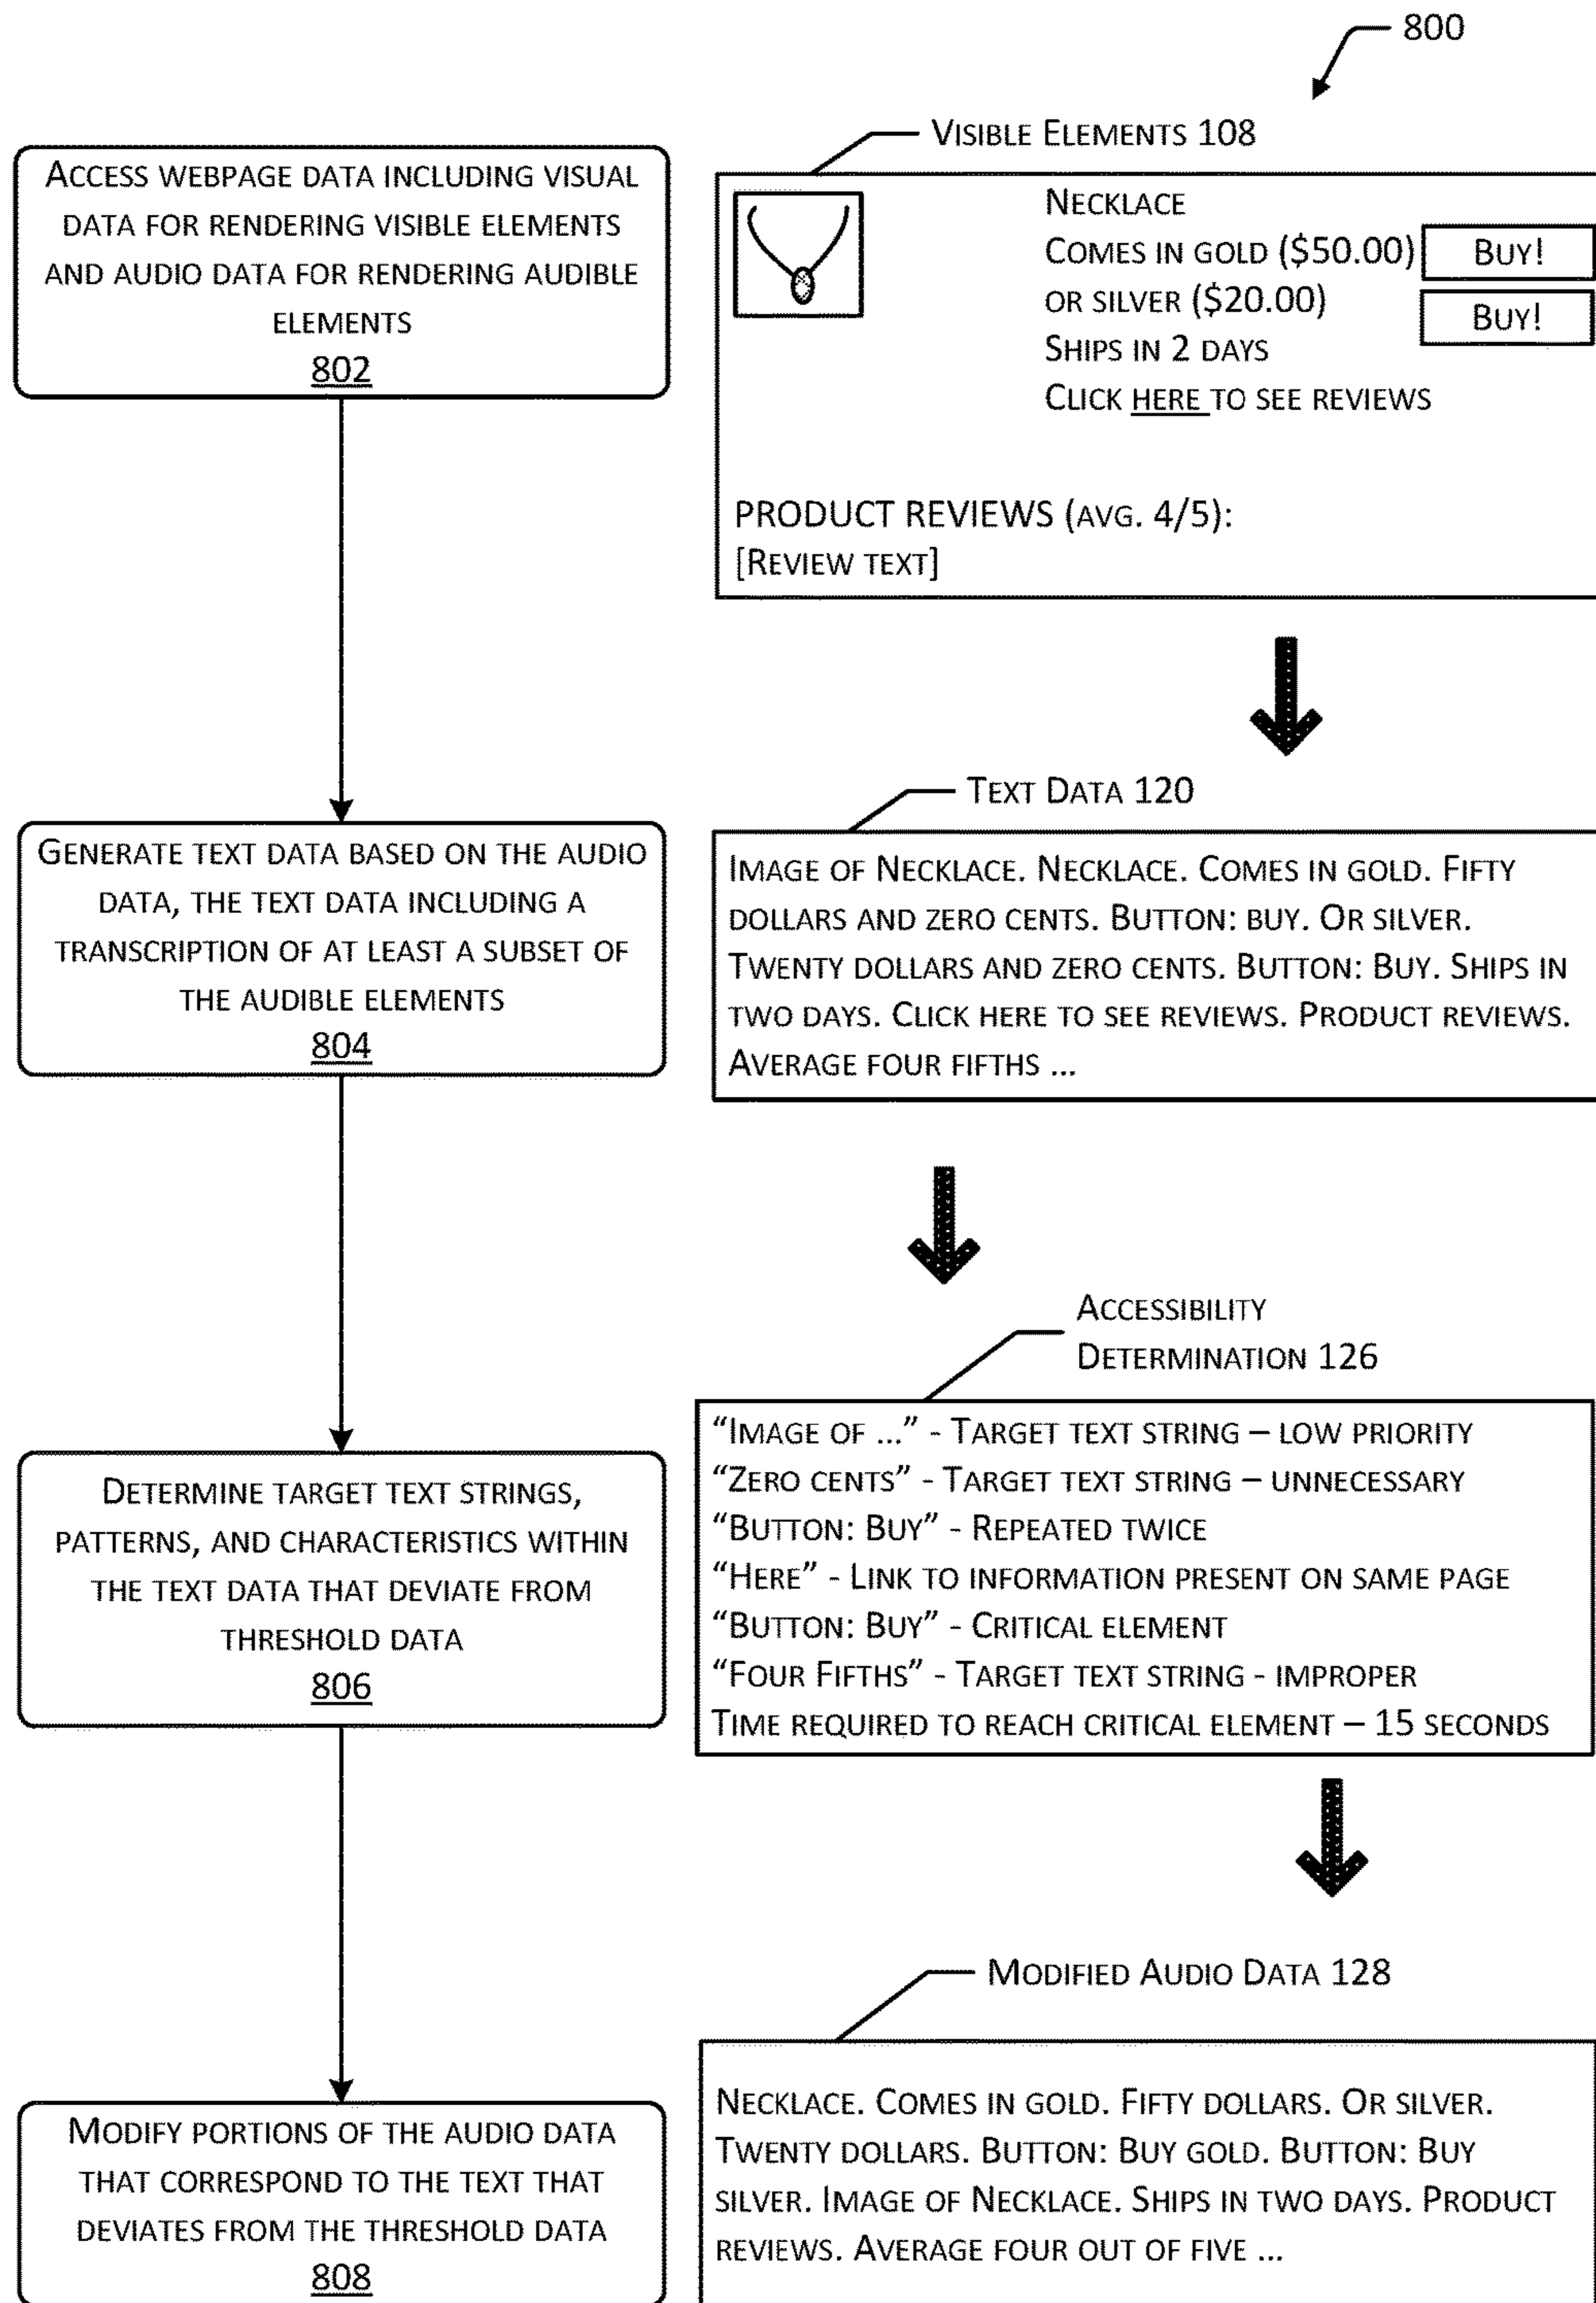 800
ACCESS WEBPAGE DATA INCLUDING VISUAL
DATA FOR RENDERING VISIBLE ELEMENTS
AND AUDIO DATA FOR RENDERING AUDIBLE
ELEMENTS
802
VISIBLE ELEMENTS 108
NECKLACE
COMES IN GOLD ($50.00)
BUY!
OR SILVER ($20.00)
BUY!
SHIPS IN 2 DAYS
CLICK HERE TO SEE REVIEWS
PRODUCT REVIEWS (AVG. 4/5):
[REVIEW TEXT]
GENERATE TEXT DATA BASED ON THE AUDIO
DATA, THE TEXT DATA INCLUDING A
TRANSCRIPTION OF AT LEAST A SUBSET OF
THE AUDIBLE ELEMENTS
804
TEXT DATA 120
IMAGE OF NECKLACE. NECKLACE. COMES IN GOLD. FIFTY
DOLLARS AND ZERO CENTS. BUTTON: BUY. OR SILVER.
TWENTY DOLLARS AND ZERO CENTS. BUTTON: BUY. SHIPS IN
TWO DAYS. CLICK HERE TO SEE REVIEWS. PRODUCT REVIEWS.
AVERAGE FOUR FIFTHS ...
DETERMINE TARGET TEXT STRINGS,
PATTERNS, AND CHARACTERISTICS WITHIN
THE TEXT DATA THAT DEVIATE FROM
THRESHOLD DATA
806
ACCESSIBILITY
DETERMINATION 126
“IMAGE OF ...” - TARGET TEXT STRING – LOW PRIORITY
“ZERO CENTS” - TARGET TEXT STRING – UNNECESSARY
“BUTTON: BUY” - REPEATED TWICE
“HERE” - LINK TO INFORMATION PRESENT ON SAME PAGE
“BUTTON: BUY” - CRITICAL ELEMENT
“FOUR FIFTHS” - TARGET TEXT STRING - IMPROPER
TIME REQUIRED TO REACH CRITICAL ELEMENT – 15 SECONDS
MODIFY PORTIONS OF THE AUDIO DATA
THAT CORRESPOND TO THE TEXT THAT
DEVIATES FROM THE THRESHOLD DATA
808
MODIFIED AUDIO DATA 128
NECKLACE. COMES IN GOLD. FIFTY DOLLARS. OR SILVER.
TWENTY DOLLARS. BUTTON: BUY GOLD. BUTTON: BUY
SILVER. IMAGE OF NECKLACE. SHIPS IN TWO DAYS. PRODUCT
REVIEWS. AVERAGE FOUR OUT OF FIVE ...